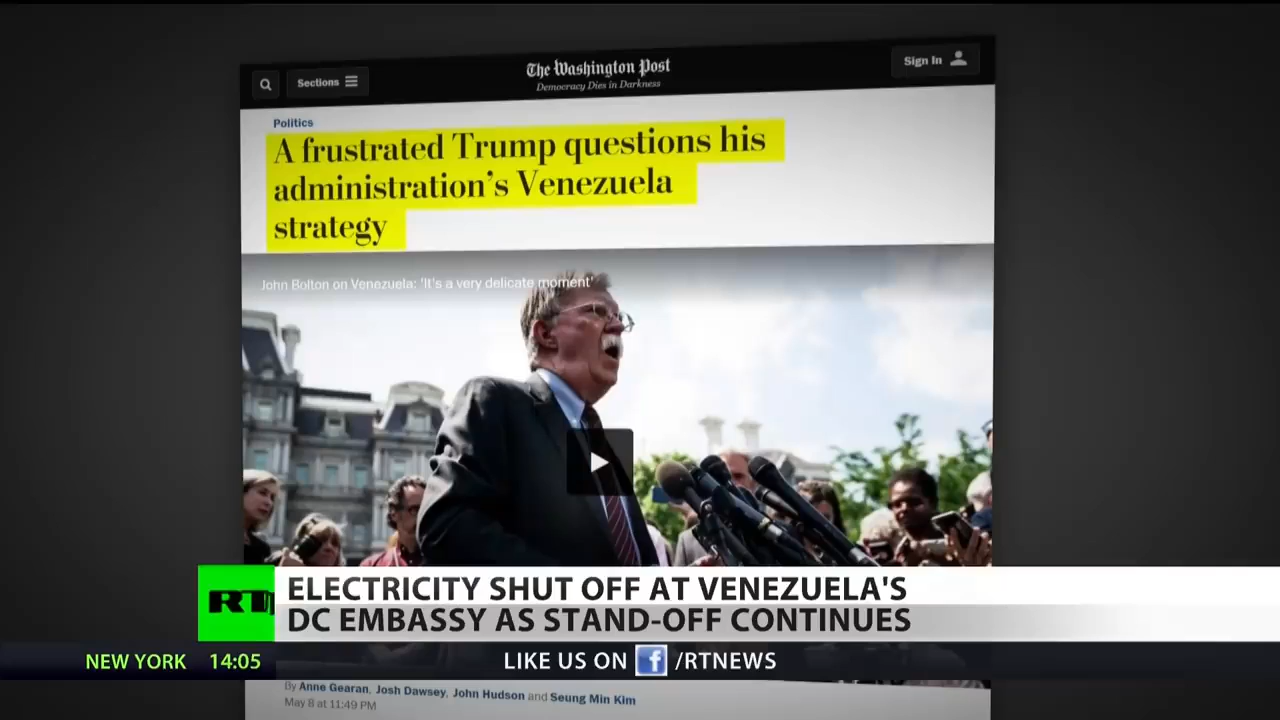 Sections
The Washington Post
Democracy Dies in Darkness
Sign In
Politics
A frustrated Trump questions his
administration's Venezuela
strategy
John Bolton on Venezuela: 'It's a very delicate moment'
RT
ELECTRICITY SHUT OFF AT VENEZUELA'S
DC EMBASSY AS STAND-OFF CONTINUES
NEW YORK 14:05
LIKE US ON f /RTNEWS
By Anne Gearan, Josh Dawsey, John Hudson and Seung Min Kim
May 8 at 11:49 PM